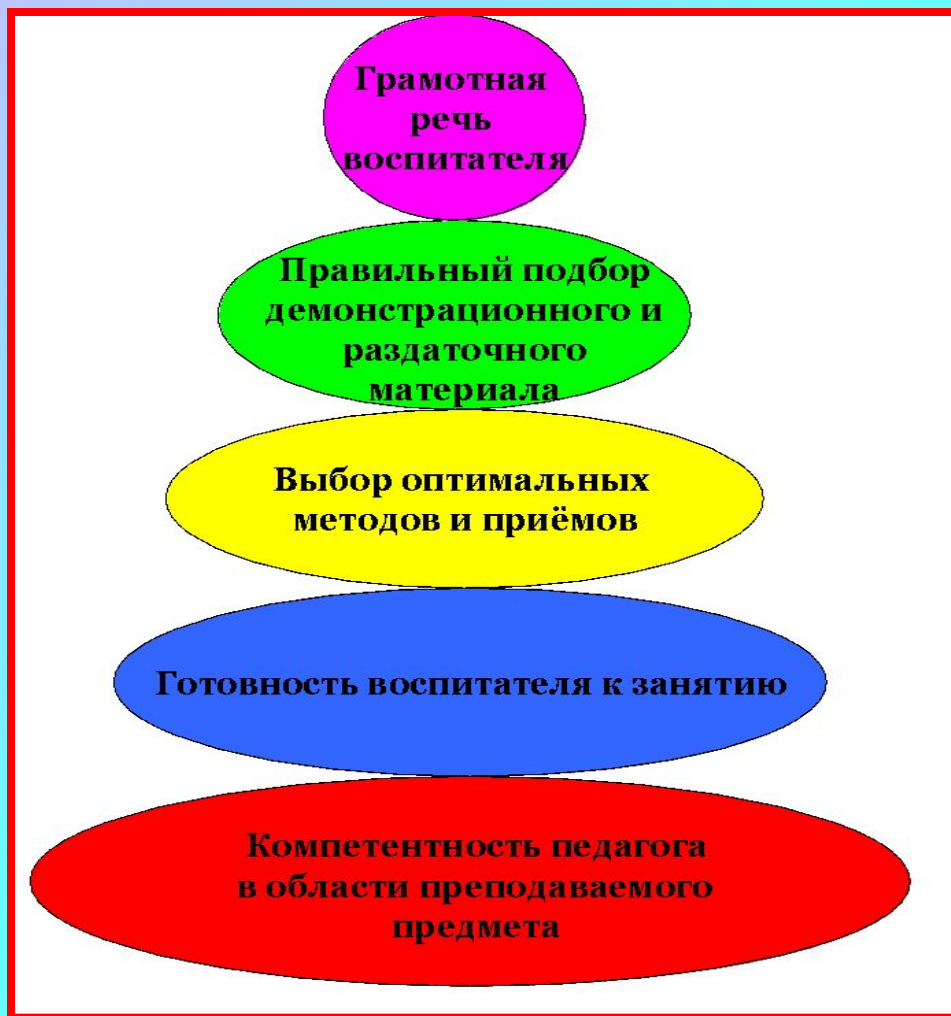 Грамотная
речь
воспитателя
Правильный подбор
демонстрационного и
раздаточного
материала
Выбор оптимальных
методов и приёмов
Готовность воспитателя к занятию
Компетентность педагога
в области преподаваемого
предмета